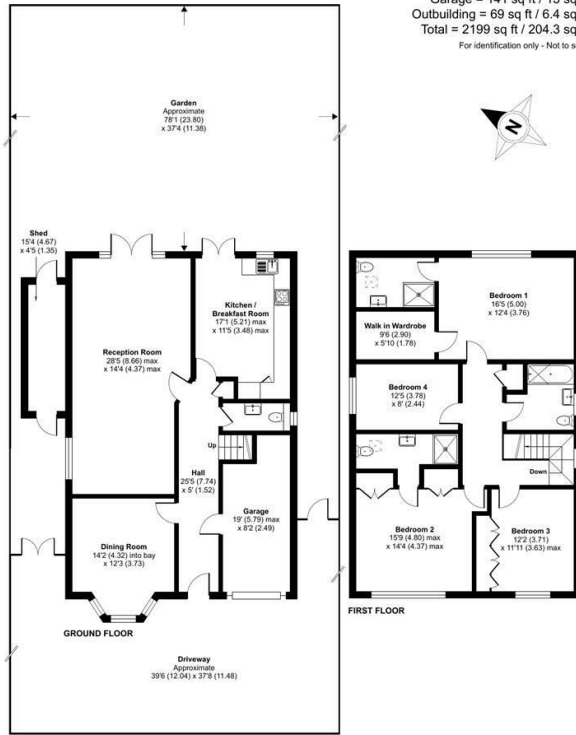 Garage = 141 sq ft / 13 sq
Outbuilding = 69 sq ft / 6.4 sq
Total = 2199 sq ft / 204.3 sq
For identification only - Not to s
N
Garden
Approximate
78'1 (23.80)
x 37'4 (11.38)
Shed
15'4 (4.67)
x 4'5 (1.35)
Kitchen /
Breakfast Room
17'1 (5.21) max
x 11'5 (3.48) max
Reception Room
28'5 (8.66) max
x 14'4 (4.37) max
Up
Hall
25'5 (7.74)
x 5' (1.52)
Garage
19' (5.79) max
x 8'2 (2.49)
Dining Room
14'2 (4.32) into bay
x 12'3 (3.73)
GROUND FLOOR
Driveway
Approximate
39'6 (12.04) x 37'8 (11.48)
Bedroom 1
16'5 (5.00)
x 12'4 (3.76)
Walk in Wardrobe
9'6 (2.90)
x 5'10 (1.78)
Bedroom 4
12'5 (3.78)
x 8' (2.44)
Down
Bedroom 2
15'9 (4.80) max
x 14'4 (4.37) max
Bedroom 3
12'2 (3.71)
x 11'11 (3.63) max
FIRST FLOOR